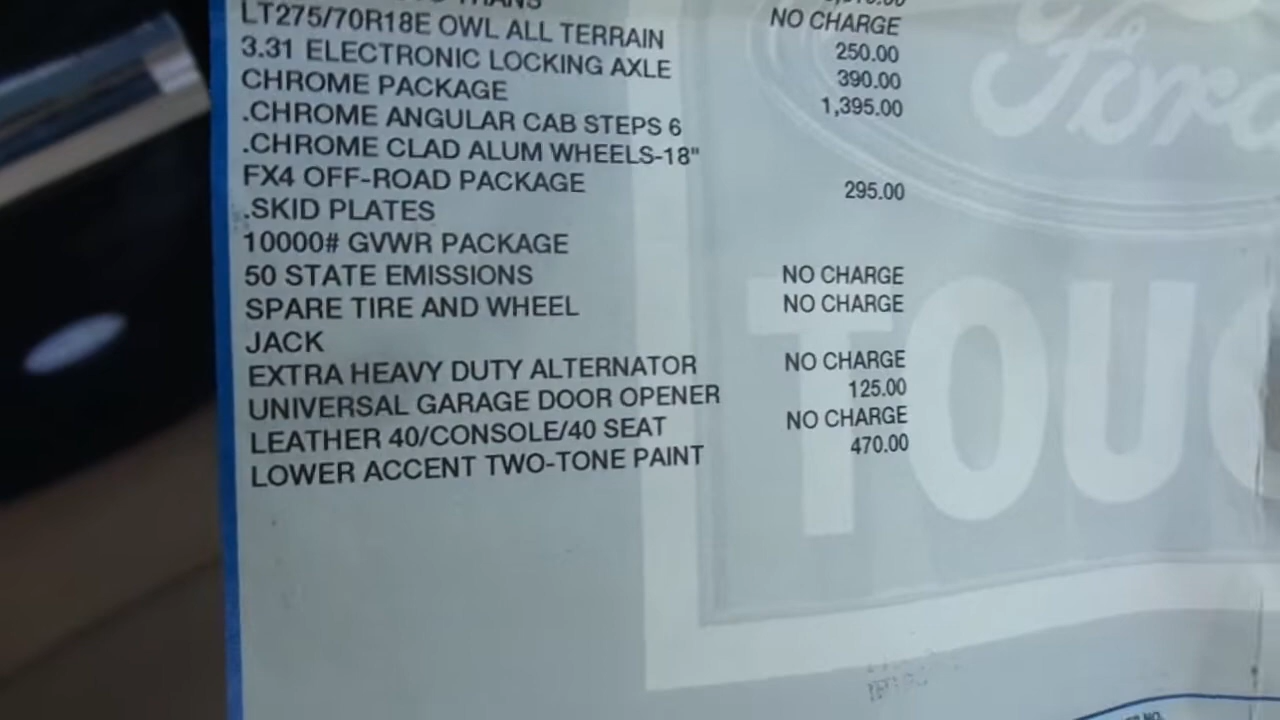 TRANS NO CHARGE
LT275/70R18E OWL ALL TERRAIN 250.00
3.31 ELECTRONIC LOCKING AXLE 390.00
CHROME PACKAGE 1,395.00
.CHROME ANGULAR CAB STEPS 6
.CHROME CLAD ALUM WHEELS-18"
FX4 OFF-ROAD PACKAGE 295.00
.SKID PLATES
10000# GVWR PACKAGE
50 STATE EMISSIONS NO CHARGE
SPARE TIRE AND WHEEL NO CHARGE
JACK
EXTRA HEAVY DUTY ALTERNATOR NO CHARGE
UNIVERSAL GARAGE DOOR OPENER 125.00
LEATHER 40/CONSOLE/40 SEAT NO CHARGE
LOWER ACCENT TWO-TONE PAINT 470.00
Ford
TOUG